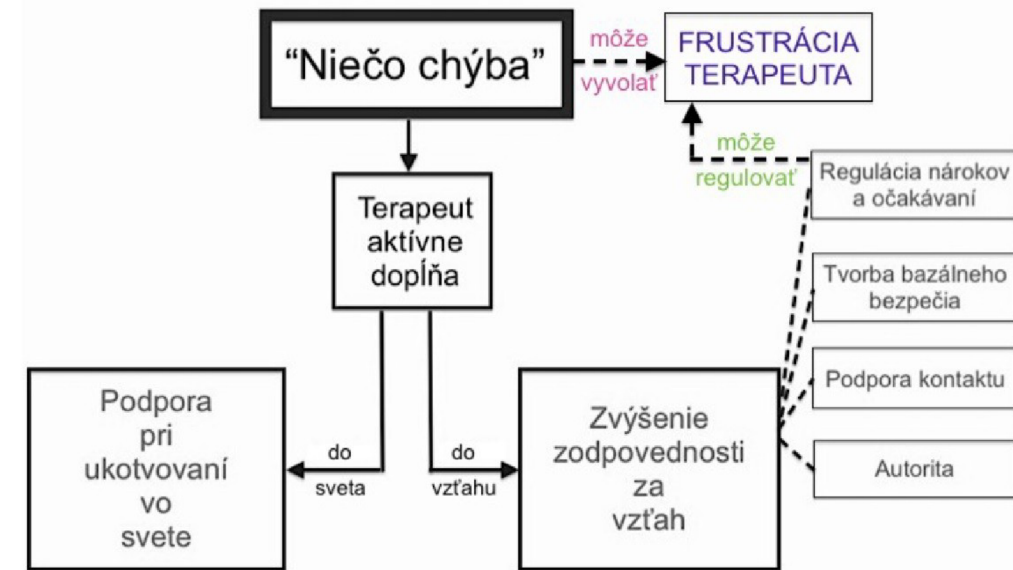 “Niečo chýba”
môže
vyvolať
FRUSTRÁCIA
TERAPEUTA
môže
regulovať
Regulácia nárokov
a očakávaní
Terapeut
aktívne
dopĺňa
Tvorba bazálneho
bezpečia
Podpora kontaktu
Autorita
Podpora
pri
ukotvovaní
vo
svete
do
sveta
do
vzťahu
Zvýšenie
zodpovednosti
za
vzťah